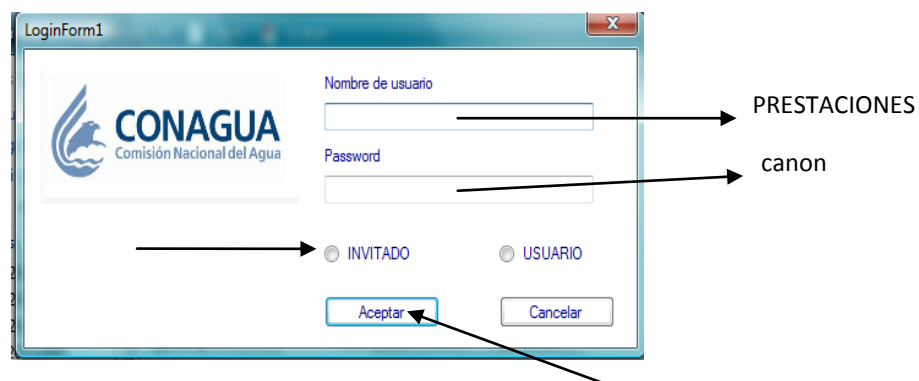 LoginForm1
X
CONAGUA
Comisión Nacional del Agua
Nombre de usuario
PRESTACIONES
Password
canon
INVITADO
USUARIO
Aceptar
Cancelar